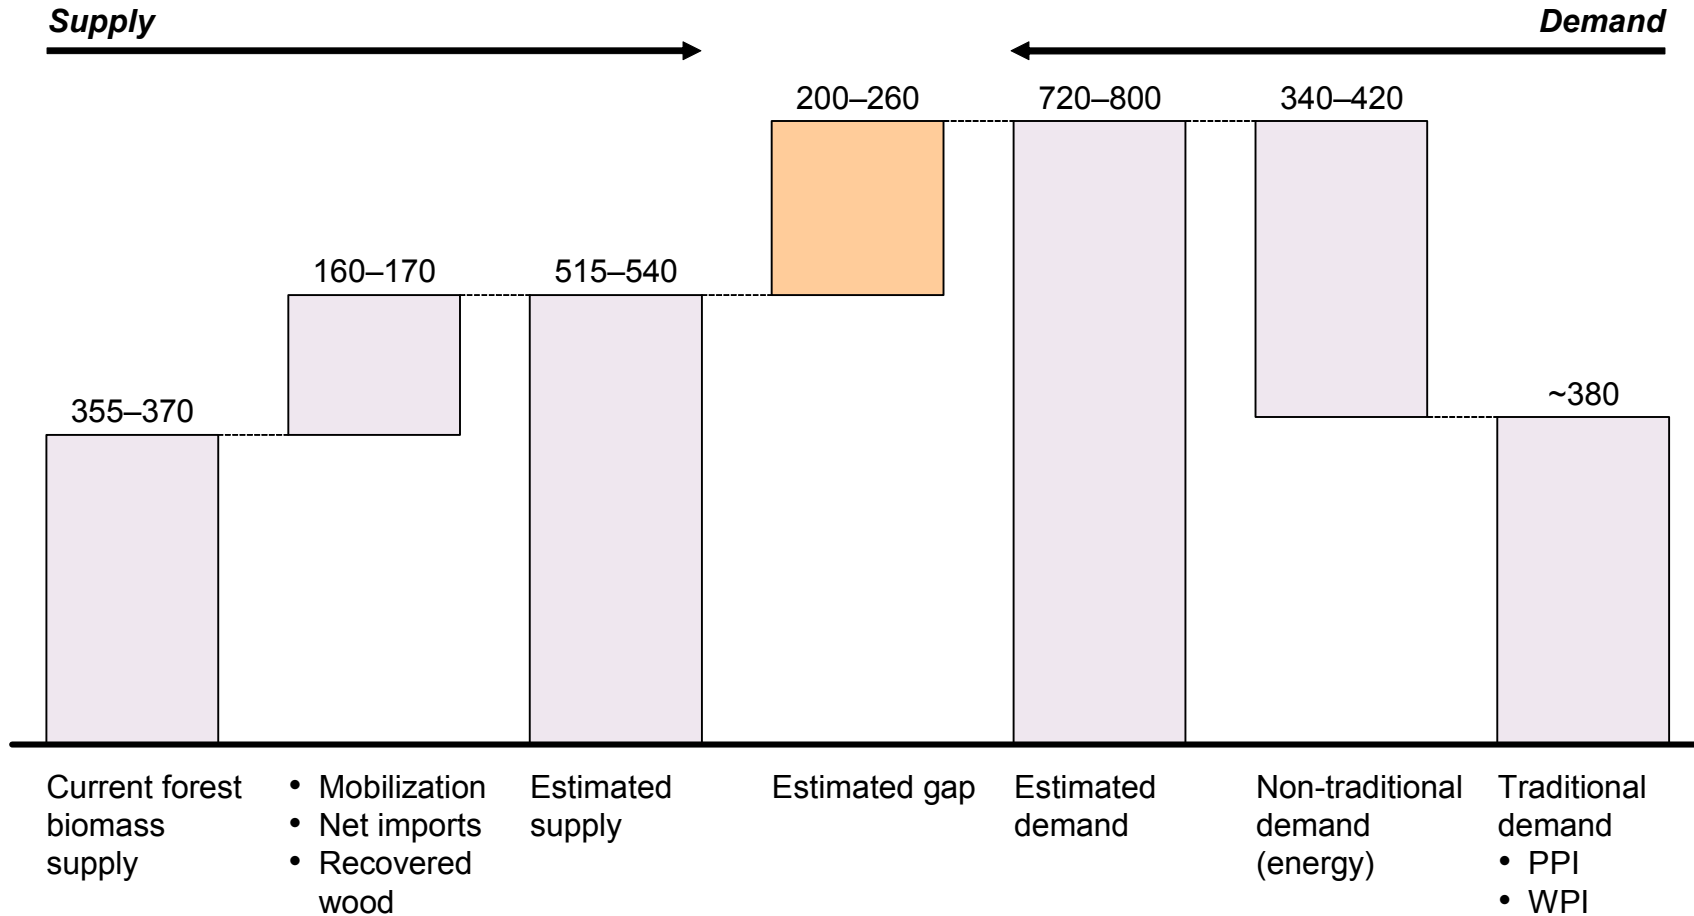 Supply
Demand
200–260
720–800
340–420
160–170
515–540
355–370
~380
Current forest
biomass
supply
• Mobilization
• Net imports
• Recovered
wood
Estimated
supply
Estimated gap
Estimated
demand
Non-traditional
demand
(energy)
Traditional
demand
• PPI
• WPI